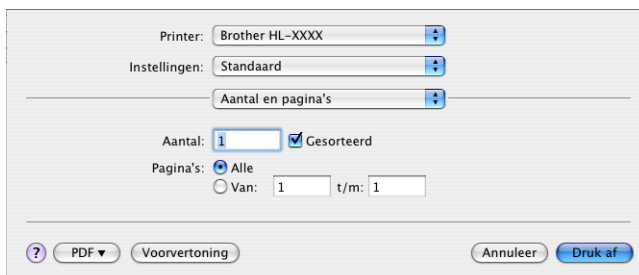 Printer: Brother HL-XXXX
Instellingen: Standaard
Aantal en pagina's
Aantal: 1 Gesorteerd
Pagina's: Alle
Van: 1 t/m: 1
? PDF ▼ Voorvertoning Annuleer Druk af